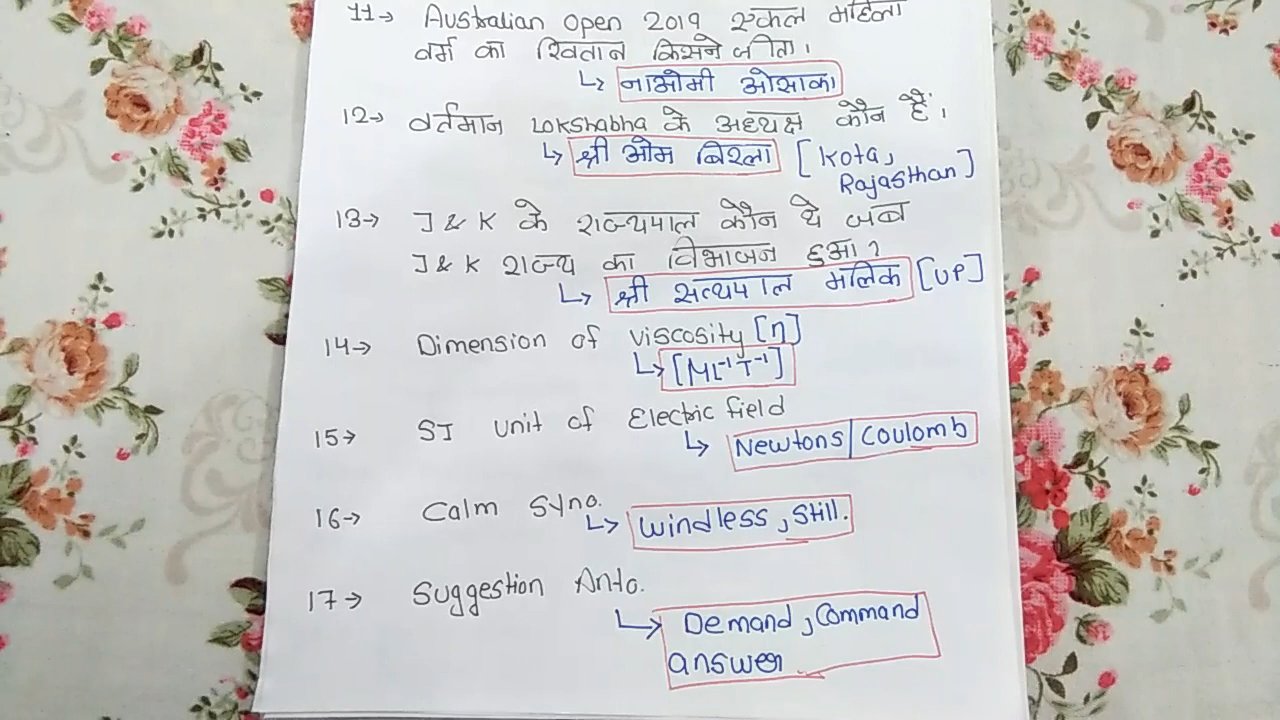 11→ Australian Open 2019 एकल महिला
वर्ग का खिताब किसने जीता।
↳ नाओमी ओसाका
12→ वर्तमान Lokshabha के अध्यक्ष कौन हैं।
↳ श्री ओम बिरला [Kota,
Rajasthan]
13→ J & K के राज्यपाल कौन थे जब
J & K राज्य का विभाजन हुआ?
↳ श्री सत्यपाल मलिक [UP]
14→ Dimension of viscosity [η]
↳ [ML⁻¹T⁻¹]
15→ SI unit of Electric field
↳ Newtons/Coulomb
16→ Calm Syno.
↳ windless, still.
17→ Suggestion Anto.
↳ Demand, Command
answer